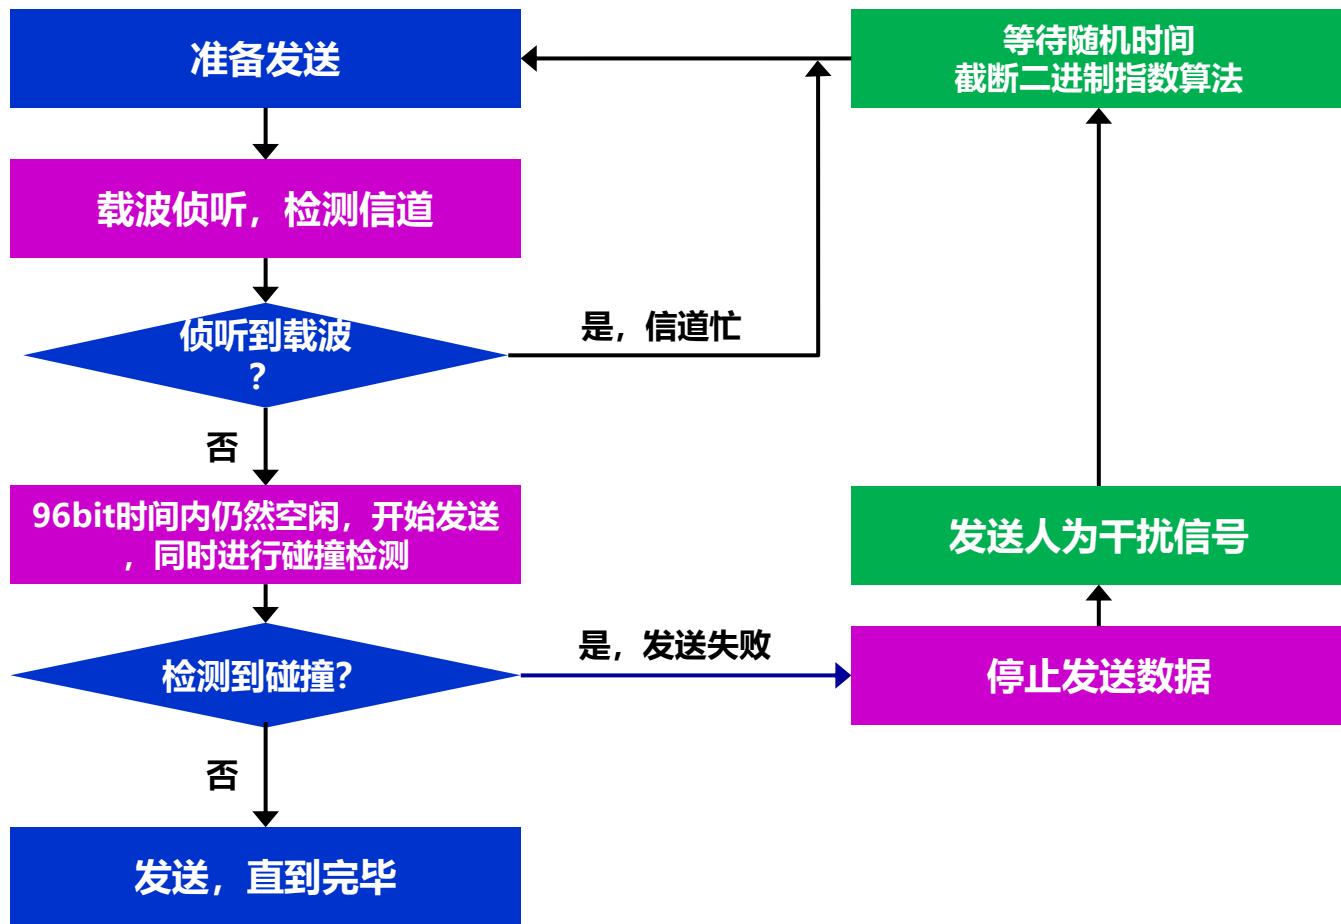 准备发送
等待随机时间
截断二进制指数算法
载波侦听，检测信道
侦听到载波
？
是，信道忙
否
96bit时间内仍然空闲，开始发送
，同时进行碰撞检测
发送人为干扰信号
检测到碰撞？
是，发送失败
停止发送数据
否
发送，直到完毕